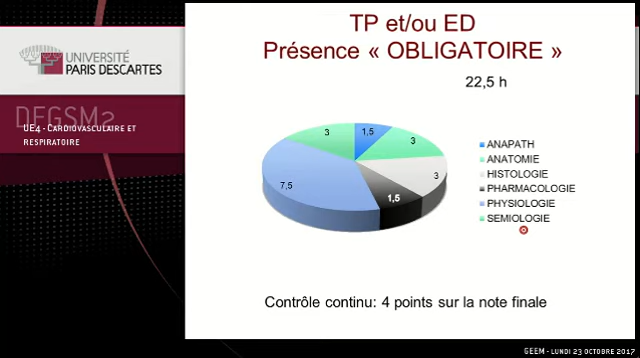 TP et/ou ED
Présence « OBLIGATOIRE »
22,5 h
UNIVERSITÉ
PARIS DESCARTES
DFGSM2
UE4 - Cardiovasculaire et
respiratoire
3
1,5
3
3
1,5
7,5
ANAPATH
ANATOMIE
HISTOLOGIE
PHARMACOLOGIE
PHYSIOLOGIE
SEMIOLOGIE
Contrôle continu: 4 points sur la note finale
GEEM - lundi 23 octobre 2017